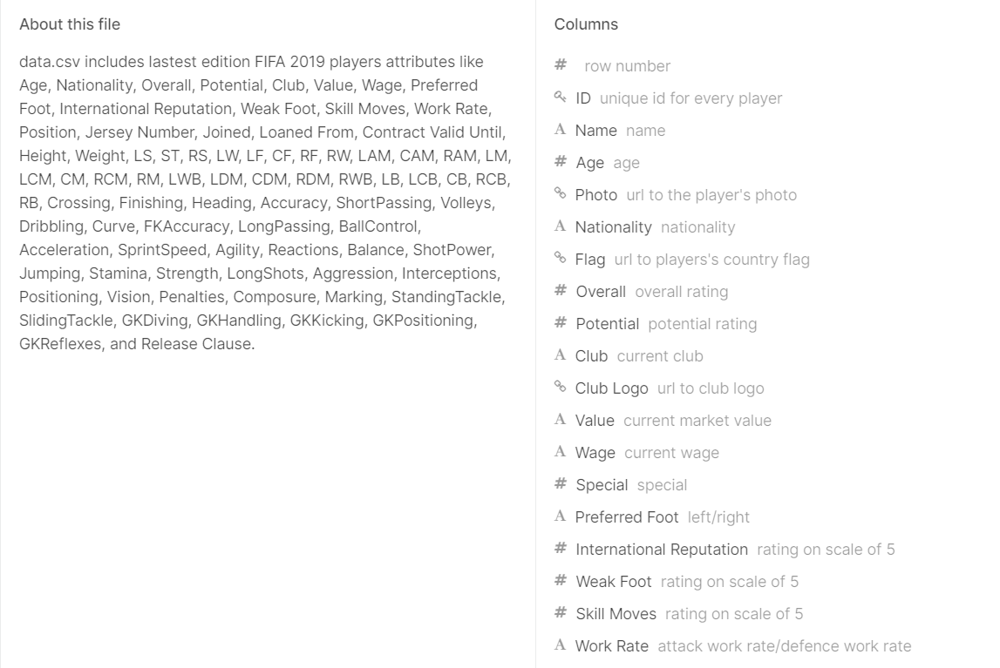 About this file
data.csv includes lastest edition FIFA 2019 players attributes like
Age, Nationality, Overall, Potential, Club, Value, Wage, Preferred
Foot, International Reputation, Weak Foot, Skill Moves, Work Rate,
Position, Jersey Number, Joined, Loaned From, Contract Valid Until,
Height, Weight, LS, ST, RS, LW, LF, CF, RF, RW, LAM, CAM, RAM, LM,
LCM, CM, RCM, RM, LWB, LDM, CDM, RDM, RWB, LB, LCB, CB, RCB,
RB, Crossing, Finishing, Heading, Accuracy, ShortPassing, Volleys,
Dribbling, Curve, FKAccuracy, LongPassing, BallControl,
Acceleration, SprintSpeed, Agility, Reactions, Balance, ShotPower,
Jumping, Stamina, Strength, LongShots, Aggression, Interceptions,
Positioning, Vision, Penalties, Composure, Marking, StandingTackle,
SlidingTackle, GKDiving, GKHandling, GKKicking, GKPositioning,
GKReflexes, and Release Clause.
Columns
# row number
ID unique id for every player
A Name name
# Age age
Photo url to the player's photo
A Nationality nationality
Flag url to players's country flag
# Overall overall rating
# Potential potential rating
A Club current club
Club Logo url to club logo
A Value current market value
A Wage current wage
# Special special
A Preferred Foot left/right
# International Reputation rating on scale of 5
# Weak Foot rating on scale of 5
# Skill Moves rating on scale of 5
A Work Rate attack work rate/defence work rate